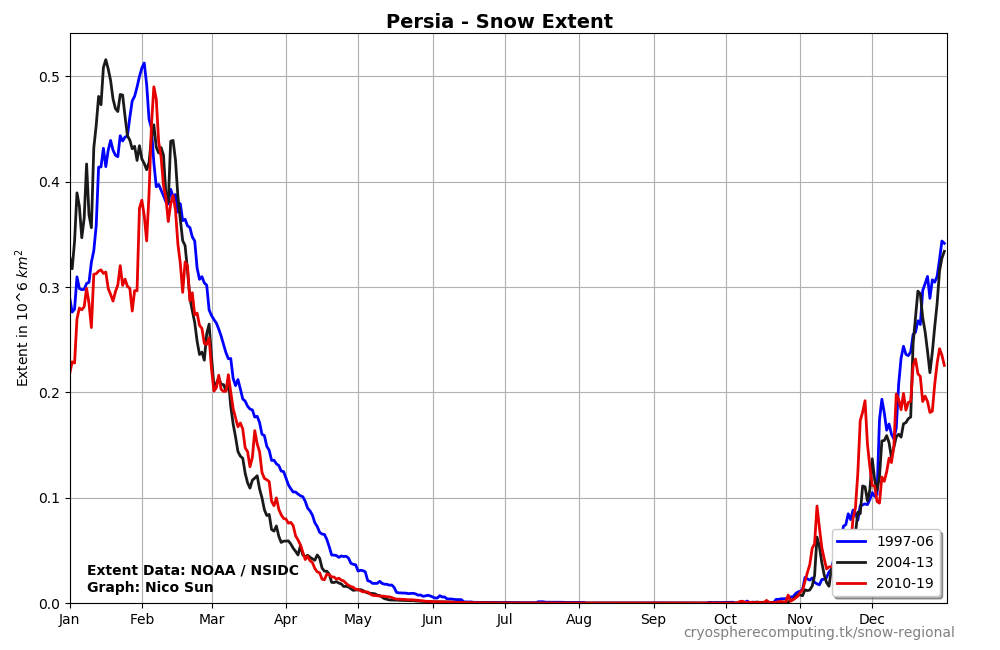 Persia - Snow Extent
Extent in 10^6 km²
0.5
0.4
0.3
0.2
0.1
0.0
Extent Data: NOAA / NSIDC
Graph: Nico Sun
1997-06
2004-13
2010-19
Jan Feb Mar Apr May Jun Jul Aug Sep Oct Nov Dec
cryospherecomputing.tk/snow-regional